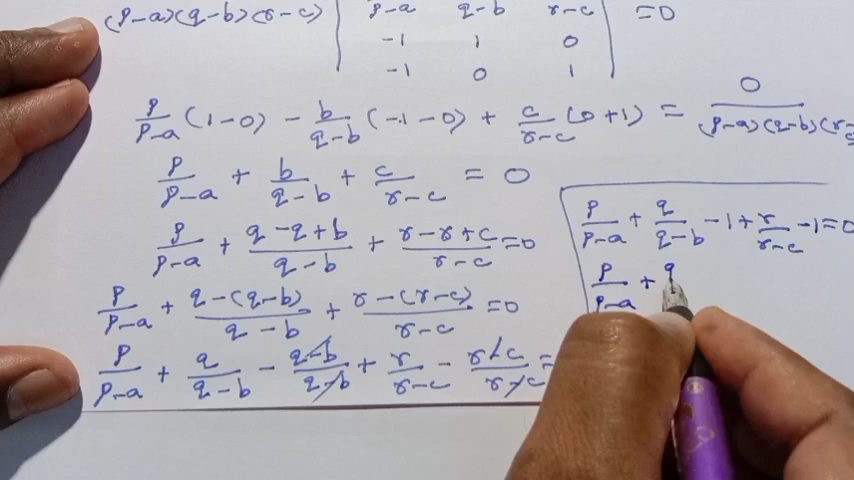 (p-a)(q-b)(r-c) | p-a q-b r-c | =0
-1 1 0
-1 0 1
p/p-a (1-0) - b/q-b (-1-0) + c/r-c (0+1) = 0/(p-a)(q-b)(r-c
p/p-a + b/q-b + c/r-c = 0
p/p-a + q-q+b/q-b + r-r+c/r-c =0
p/p-a + q-(q-b)/q-b + r-(r-c)/r-c =0
p/p-a + q/q-b - q-b/q-b + r/r-c - r-c/r-c =
p/p-a + q/q-b -1 + r/r-c -1=0
p/p-a + q